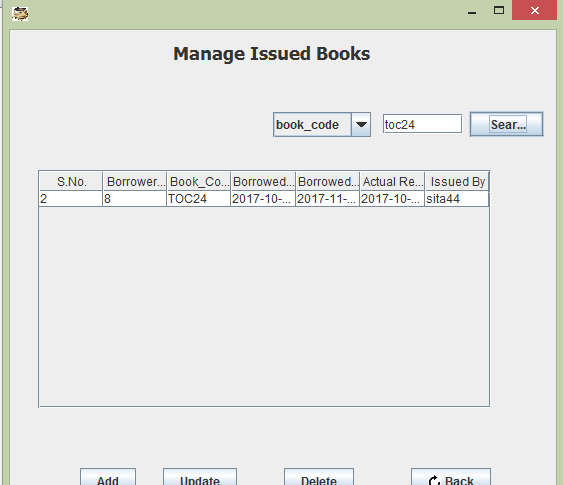 Manage Issued Books
book_code toc24 Sear...
S.No. Borrower... Book_Co... Borrowed... Borrowed... Actual Re... Issued By
2 8 TOC24 2017-10-... 2017-11-... 2017-10-... sita44
Add Update Delete Back